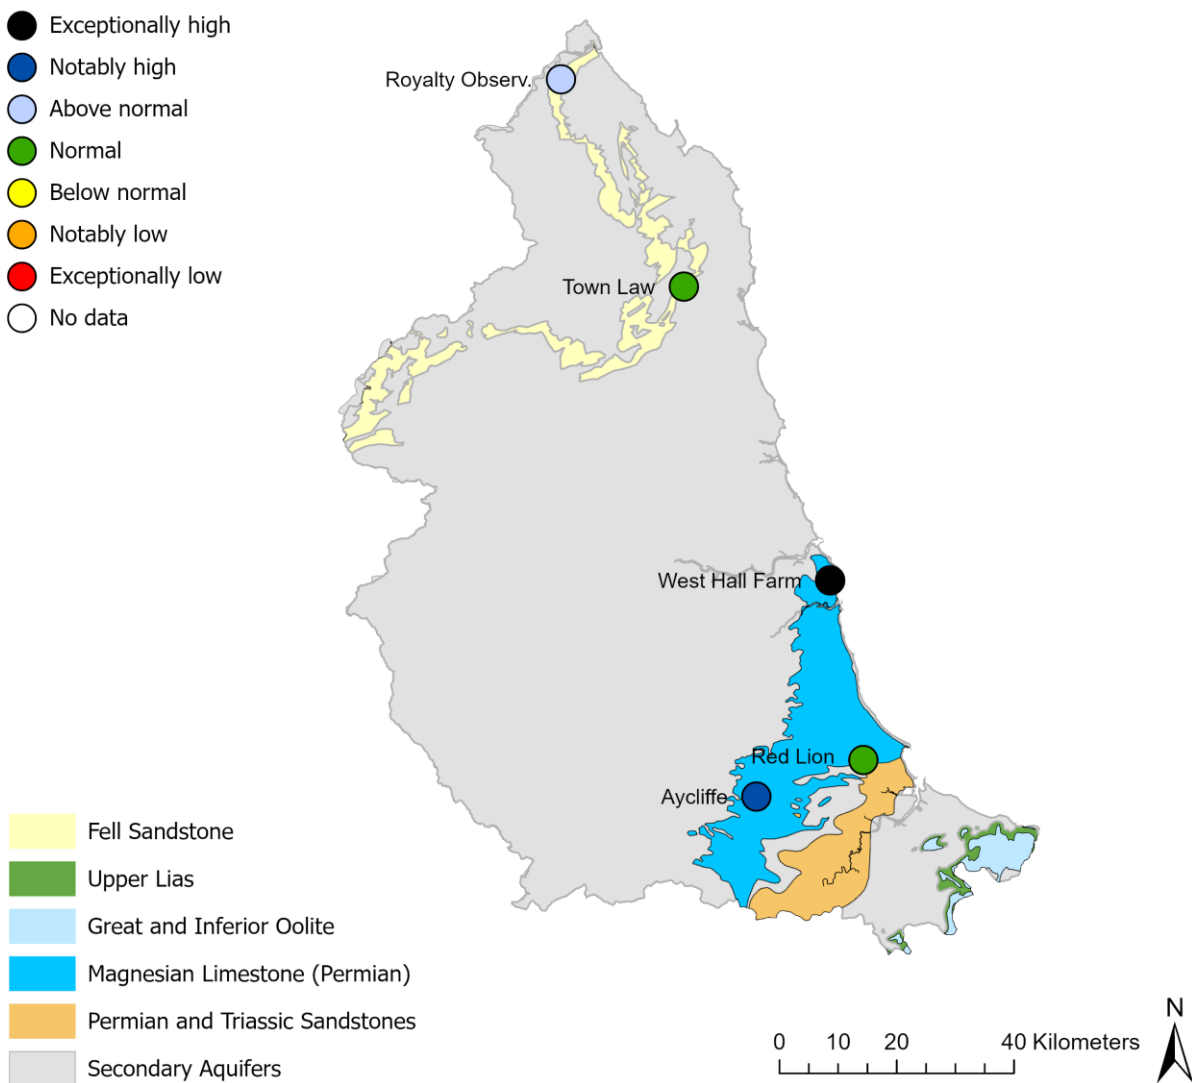 Exceptionally high
Notably high
Above normal
Normal
Below normal
Notably low
Exceptionally low
No data
Royalty Observ.
Town Law
West Hall Farm
Red Lion
Aycliffe
Fell Sandstone
Upper Lias
Great and Inferior Oolite
Magnesian Limestone (Permian)
Permian and Triassic Sandstones
Secondary Aquifers
0 10 20 40 Kilometers
N